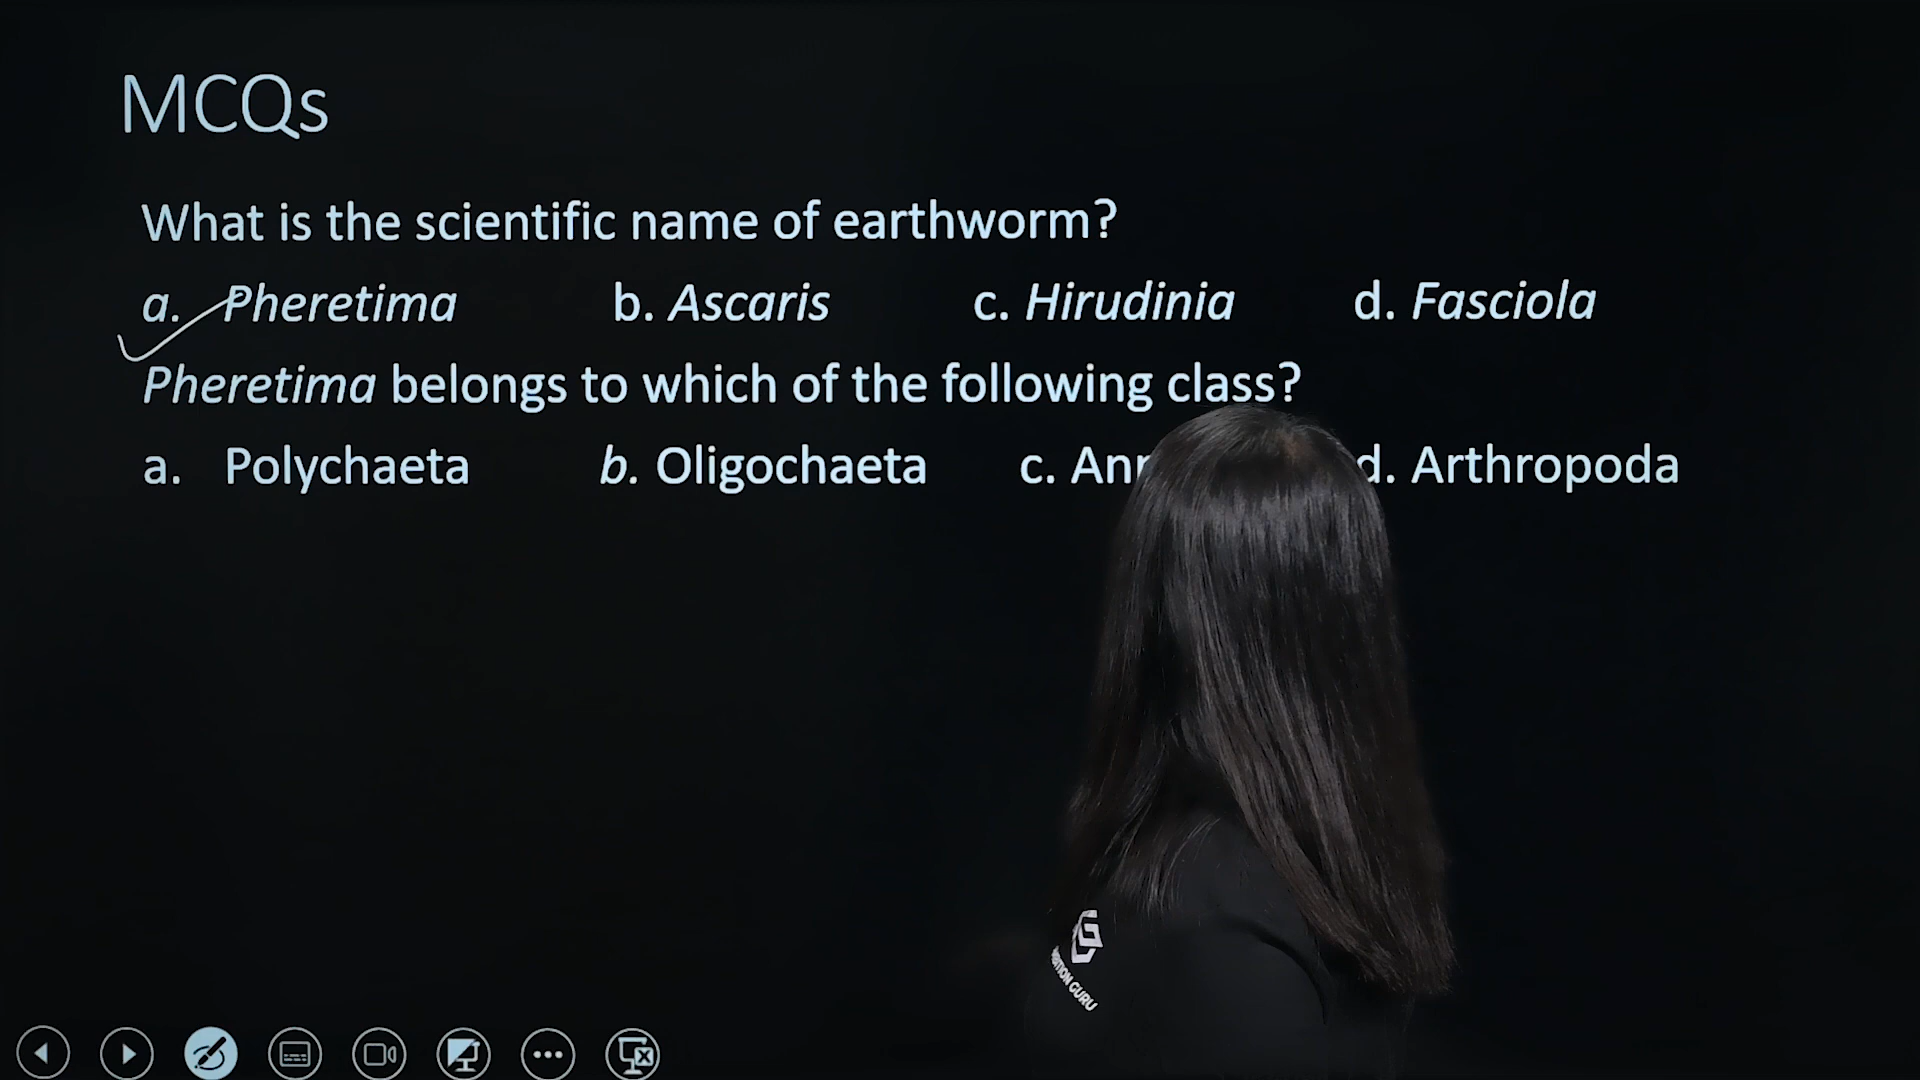 MCQs
What is the scientific name of earthworm?
a. Pheretima b. Ascaris c. Hirudinia d. Fasciola
Pheretima belongs to which of the following class?
a. Polychaeta b. Oligochaeta c. d. Arthropoda
GURU